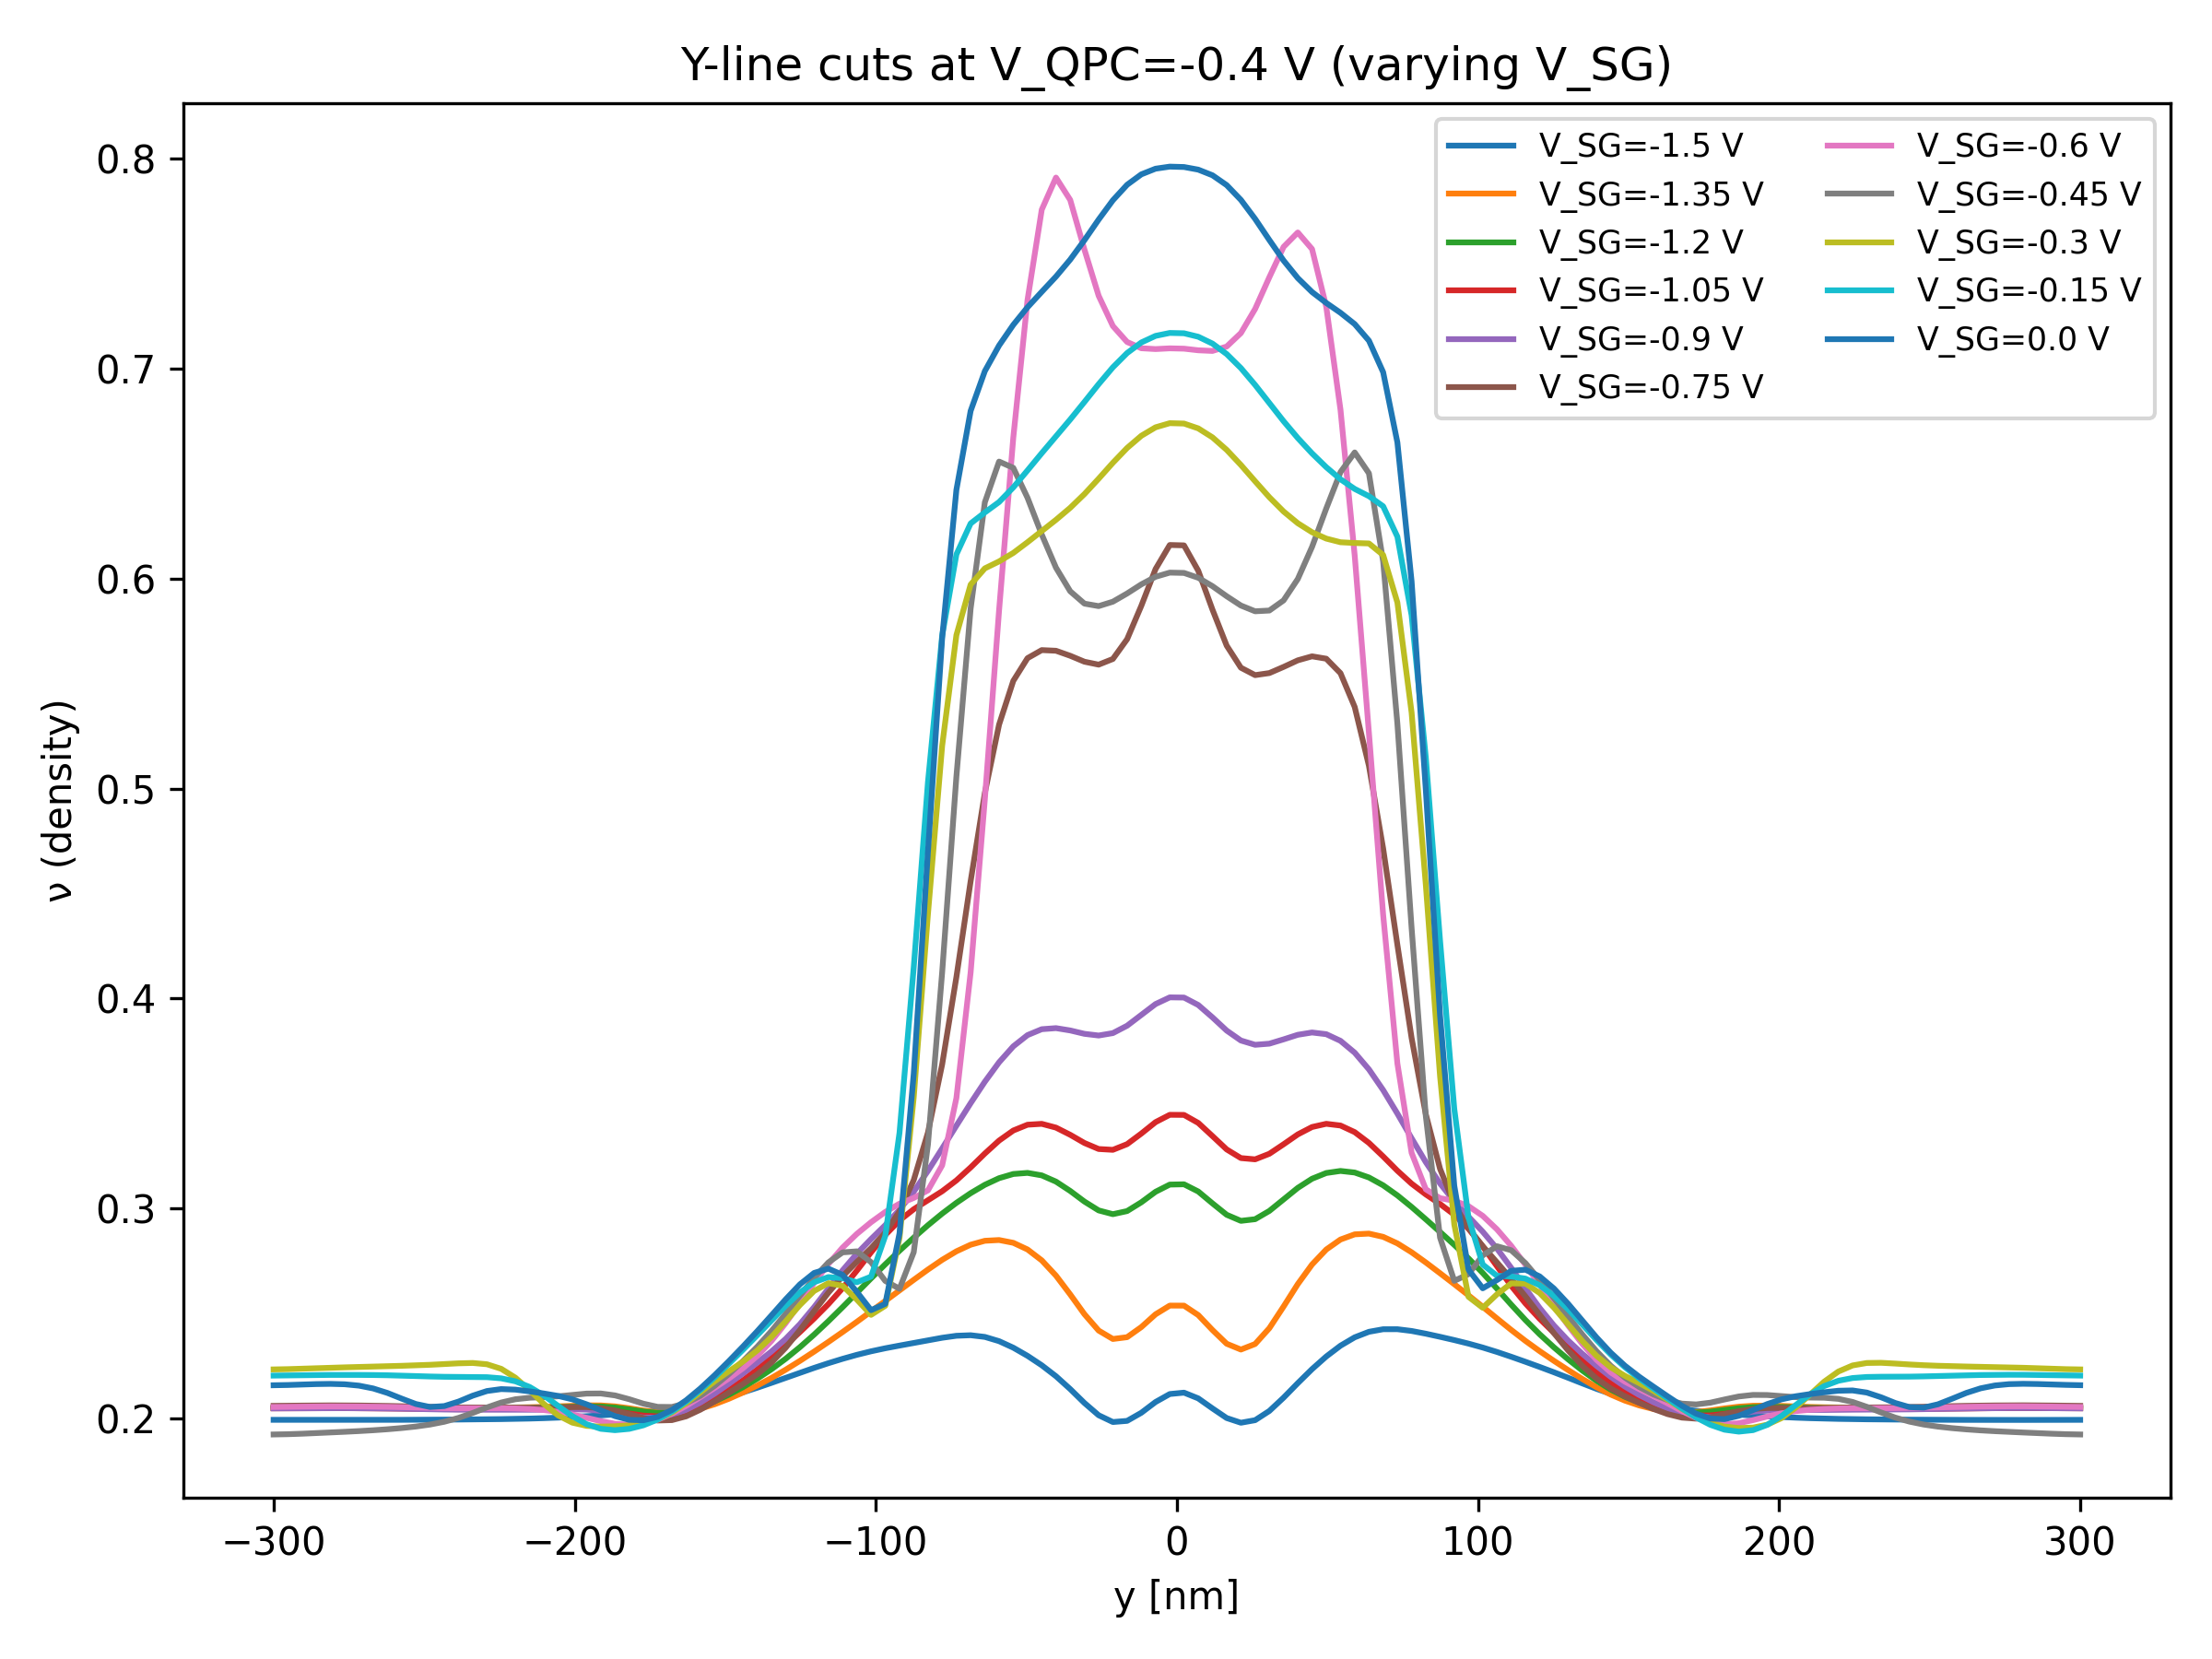 Y-line cuts at V_QPC=-0.4 V (varying V_SG)
V_SG=-1.5 V
V_SG=-1.35 V
V_SG=-1.2 V
V_SG=-1.05 V
V_SG=-0.9 V
V_SG=-0.75 V
V_SG=-0.6 V
V_SG=-0.45 V
V_SG=-0.3 V
V_SG=-0.15 V
V_SG=0.0 V
ν (density)
0.8
0.7
0.6
0.5
0.4
0.3
0.2
−300
−200
−100
0
100
200
300
y [nm]